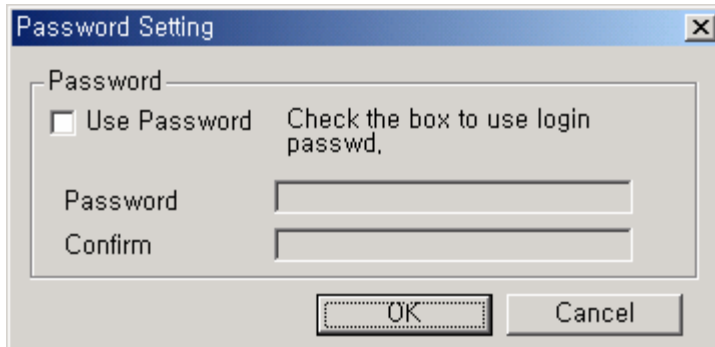 Password Setting
Password
Use Password
Check the box to use login
passwd.
Password
Confirm
OK
Cancel